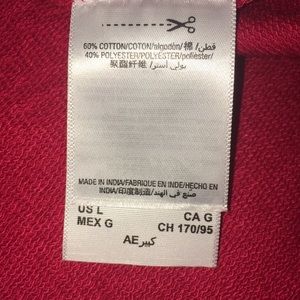 60% COTTON/COTON/algodón/棉/قطن
40% POLYESTER/POLYESTER/poliéster/
聚酯纤维/بولي أستر
MADE IN INDIA/FABRIQUE EN INDE/HECHO EN
INDIA/印度制造/صنع في الهند
US L CA G
MEX G CH 170/95
AE كبير